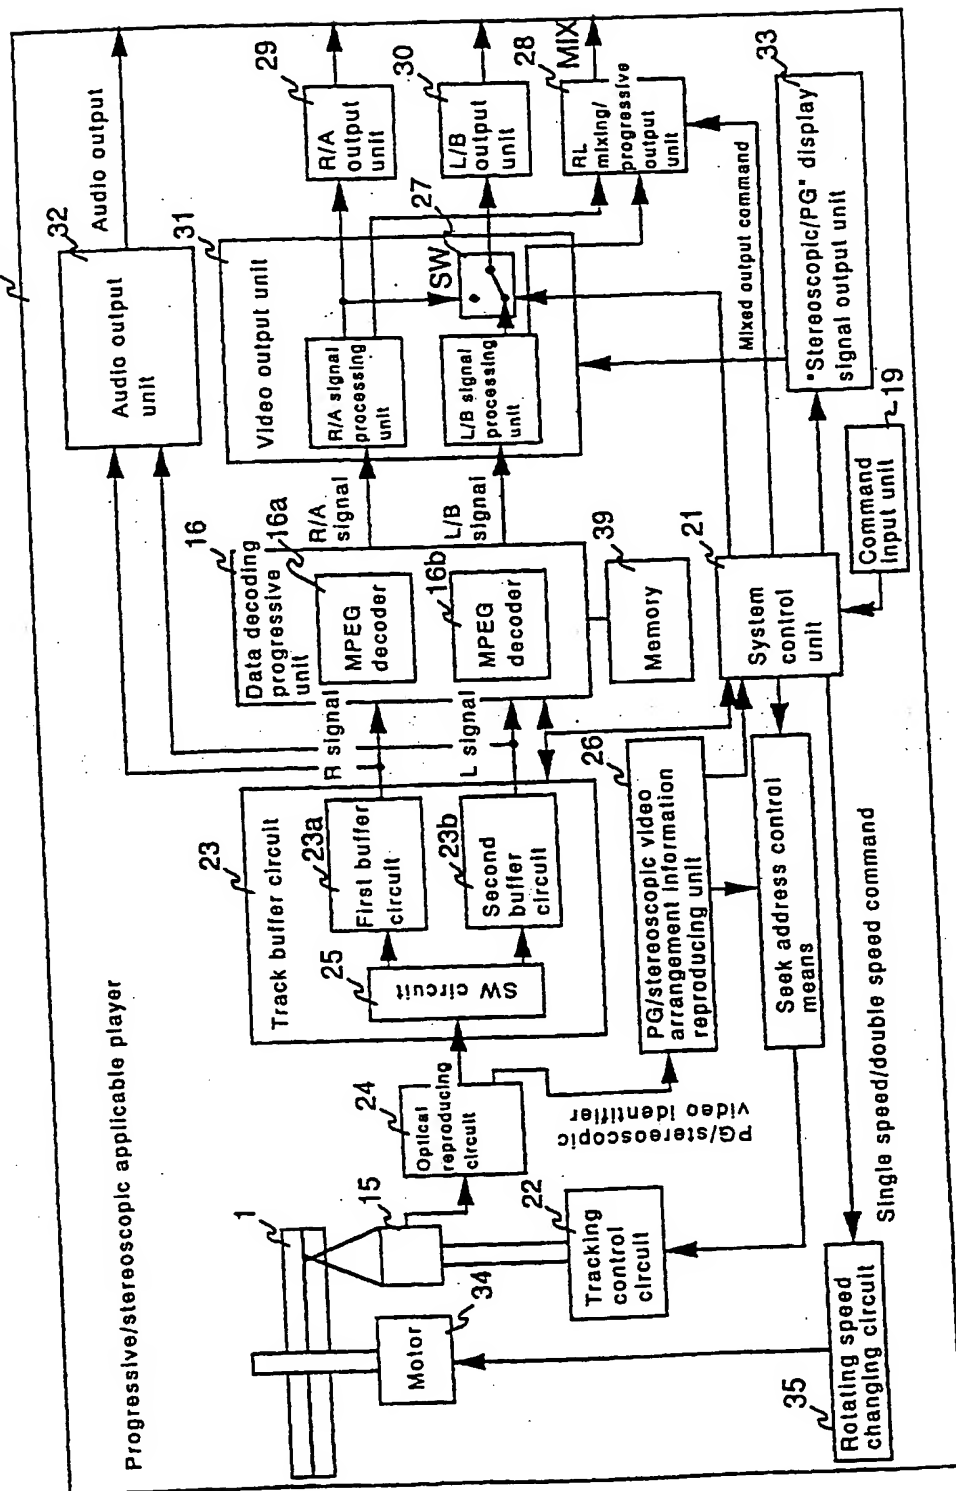 Progressive/stereoscopic applicable player
1
15
34
Motor
35
Rotating speed
changing circuit
22
Tracking
control
circuit
24
Optical
reproducing
circuit
PG/stereoscopic
video identifier
Single speed/double speed command
23
Track buffer circuit
25
SW circuit
23a
First buffer
circuit
23b
Second
buffer
circuit
26
PG/stereoscopic video
arrangement information
reproducing unit
Seek address control
means
R signal
L signal
16
Data decoding
progressive
unit
16a
MPEG
decoder
16b
MPEG
decoder
39
Memory
21
System
control
unit
19
Command
input unit
R/A
signal
L/B
signal
32
Audio output
unit
Audio output
31
Video output unit
R/A signal
processing
unit
L/B signal
processing
unit
SW
27
29
R/A
output
unit
30
L/B
output
unit
28
RL
mixing/
progressive
output
unit
MIX
Mixed output command
33
"Stereoscopic/PG" display
signal output unit